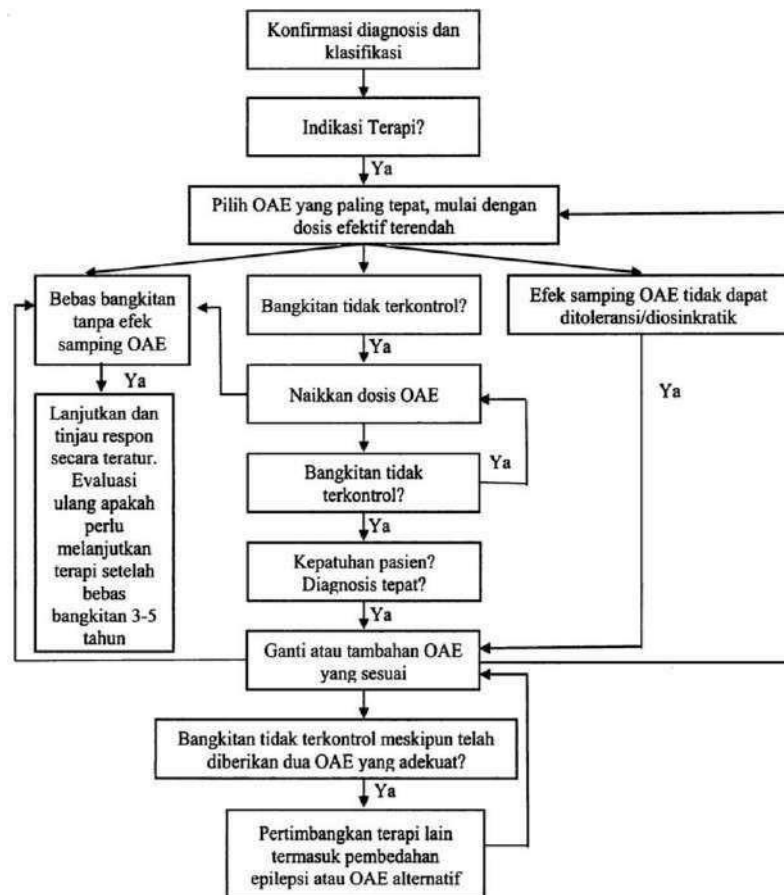 Konfirmasi diagnosis dan
klasifikasi
Indikasi Terapi?
Ya
Pilih OAE yang paling tepat, mulai dengan
dosis efektif terendah
Bebas bangkitan
tanpa efek
samping OAE
Bangkitan tidak terkontrol?
Efek samping OAE tidak dapat
ditoleransi/diosinkratik
Ya
Ya
Ya
Lanjutkan dan
tinjau respon
secara teratur.
Evaluasi
ulang apakah
perlu
melanjutkan
terapi setelah
bebas
bangkitan 3-5
tahun
Naikkan dosis OAE
Bangkitan tidak
terkontrol?
Ya
Ya
Kepatuhan pasien?
Diagnosis tepat?
Ya
Ganti atau tambahan OAE
yang sesuai
Bangkitan tidak terkontrol meskipun telah
diberikan dua OAE yang adekuat?
Ya
Pertimbangkan terapi lain
termasuk pembedahan
epilepsi atau OAE alternatif